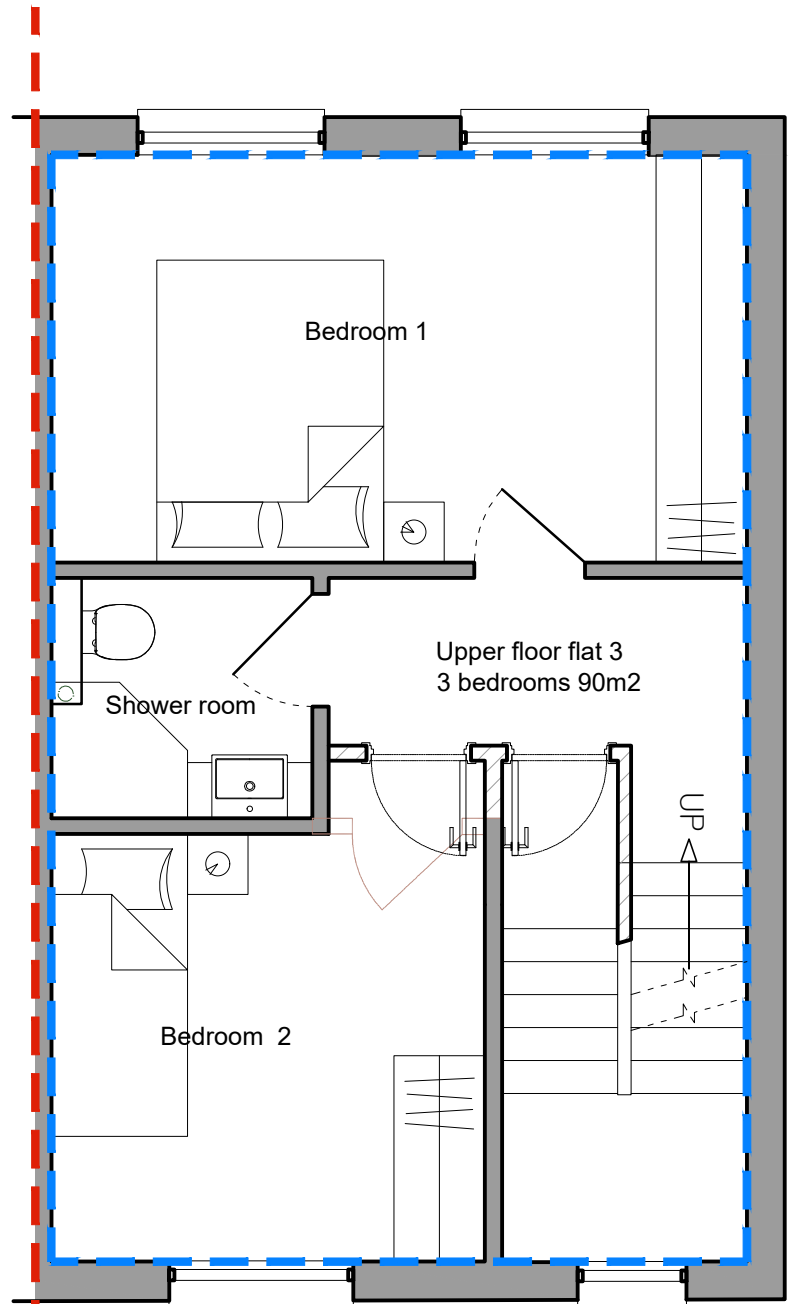 Bedroom 1
Upper floor flat 3
3 bedrooms 90m2
Shower room
UP
Bedroom  2